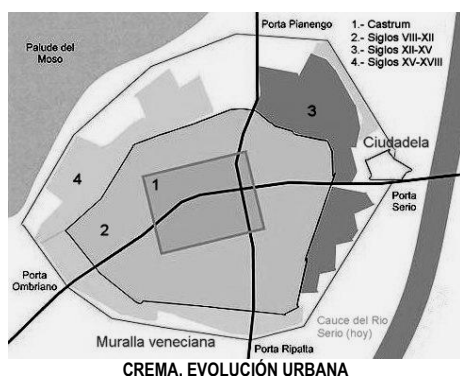 Porta Pianengo
1.- Castrum
2.- Siglos VIII-XII
3.- Siglos XII-XV
4.- Siglos XV-XVIII
Palude del
Moso
3
Ciudadela
4
1
Porta
Serio
2
Porta
Ombriano
Cauce del Rio
Serio (hoy)
Muralla veneciana
Porta Ripalta
CREMA. EVOLUCIÓN URBANA